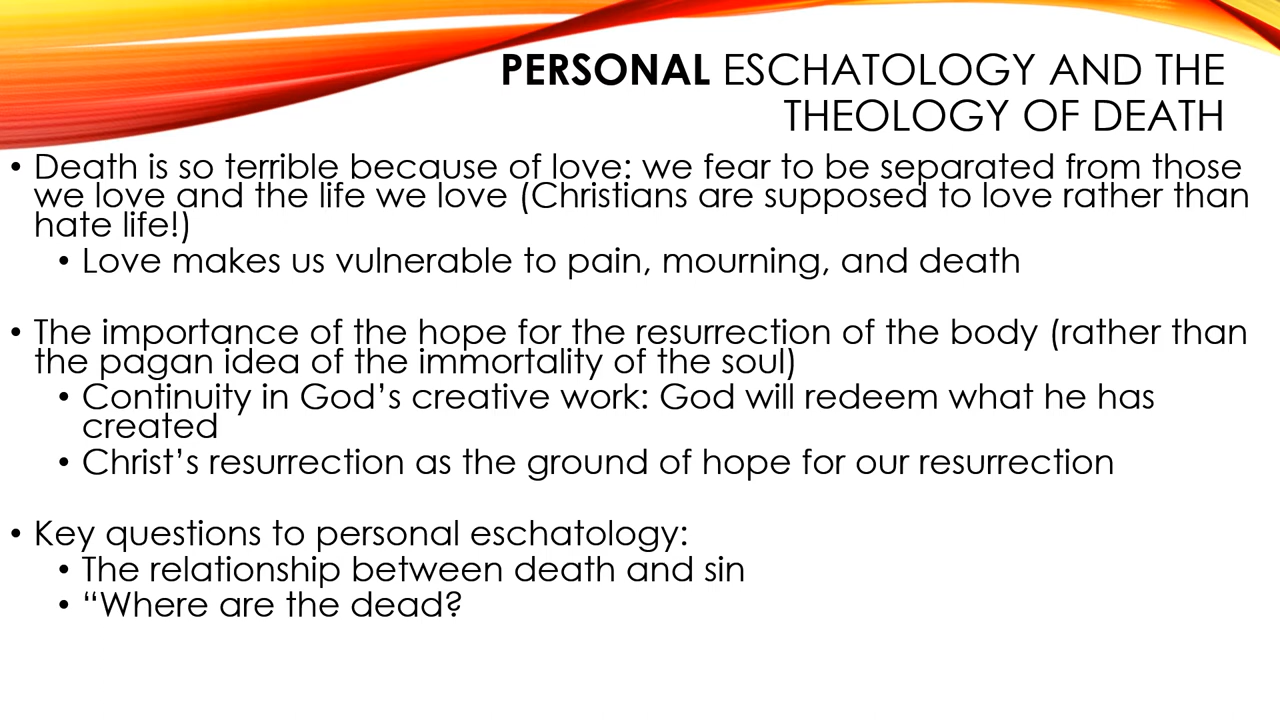 PERSONAL ESCHATOLOGY AND THE
THEOLOGY OF DEATH
• Death is so terrible because of love: we fear to be separated from those
we love and the life we love (Christians are supposed to love rather than
hate life!)
• Love makes us vulnerable to pain, mourning, and death
• The importance of the hope for the resurrection of the body (rather than
the pagan idea of the immortality of the soul)
• Continuity in God’s creative work: God will redeem what he has
created
• Christ’s resurrection as the ground of hope for our resurrection
• Key questions to personal eschatology:
• The relationship between death and sin
• “Where are the dead?